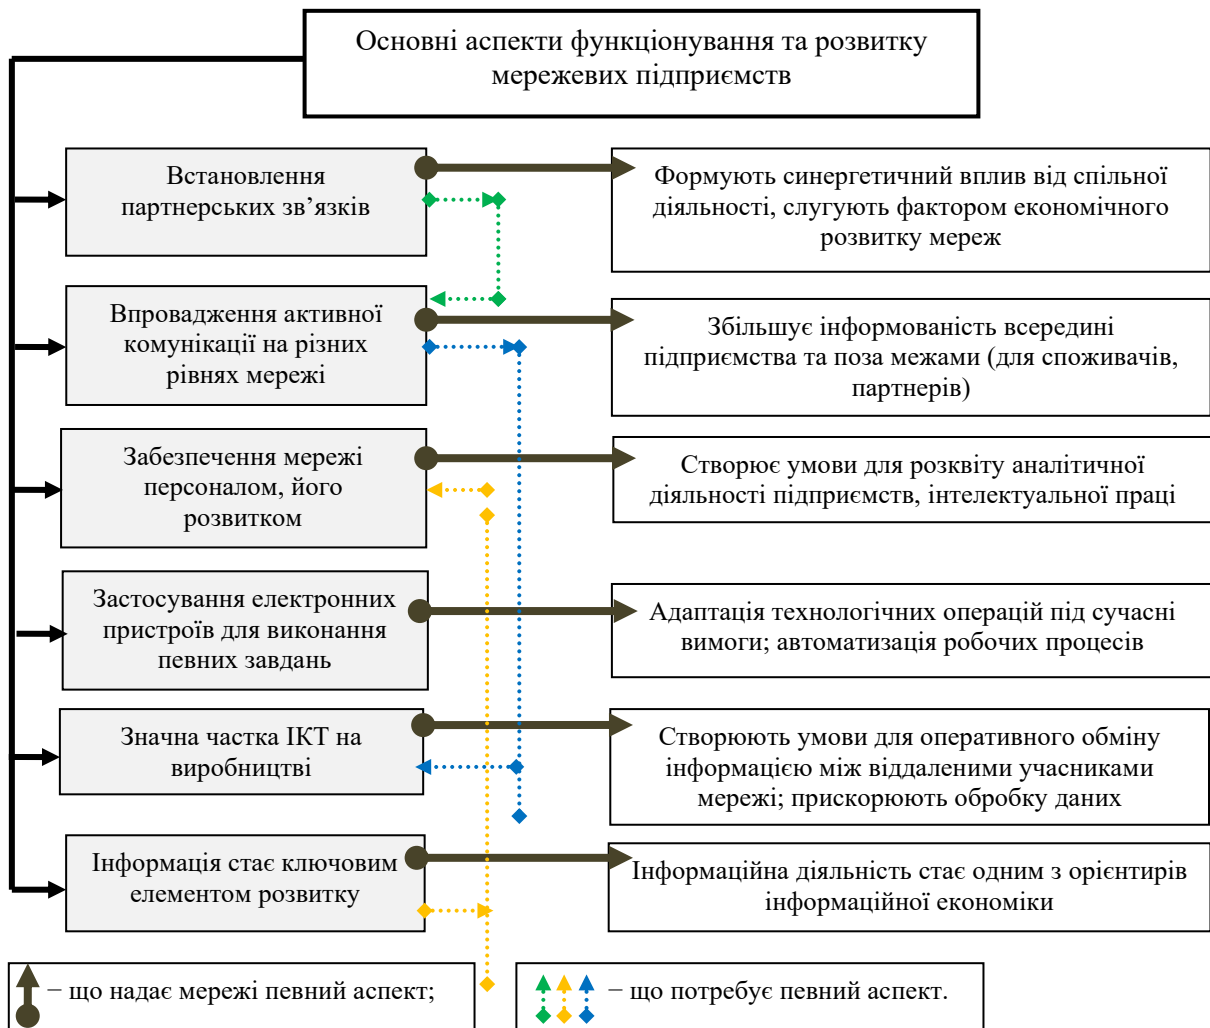 Основні аспекти функціонування та розвитку
мережевих підприємств
Встановлення
партнерських зв’язків
Формують синергетичний вплив від спільної
діяльності, слугують фактором економічного
розвитку мереж
Впровадження активної
комунікації на різних
рівнях мережі
Збільшує інформованість всередині
підприємства та поза межами (для споживачів,
партнерів)
Забезпечення мережі
персоналом, його
розвитком
Створює умови для розквіту аналітичної
діяльності підприємств, інтелектуальної праці
Застосування електронних
пристроїв для виконання
певних завдань
Адаптація технологічних операцій під сучасні
вимоги; автоматизація робочих процесів
Значна частка ІКТ на
виробництві
Створюють умови для оперативного обміну
інформацією між віддаленими учасниками
мережі; прискорюють обробку даних
Інформація стає ключовим
елементом розвитку
Інформаційна діяльність стає одним з орієнтирів
інформаційної економіки
– що надає мережі певний аспект;
– що потребує певний аспект.